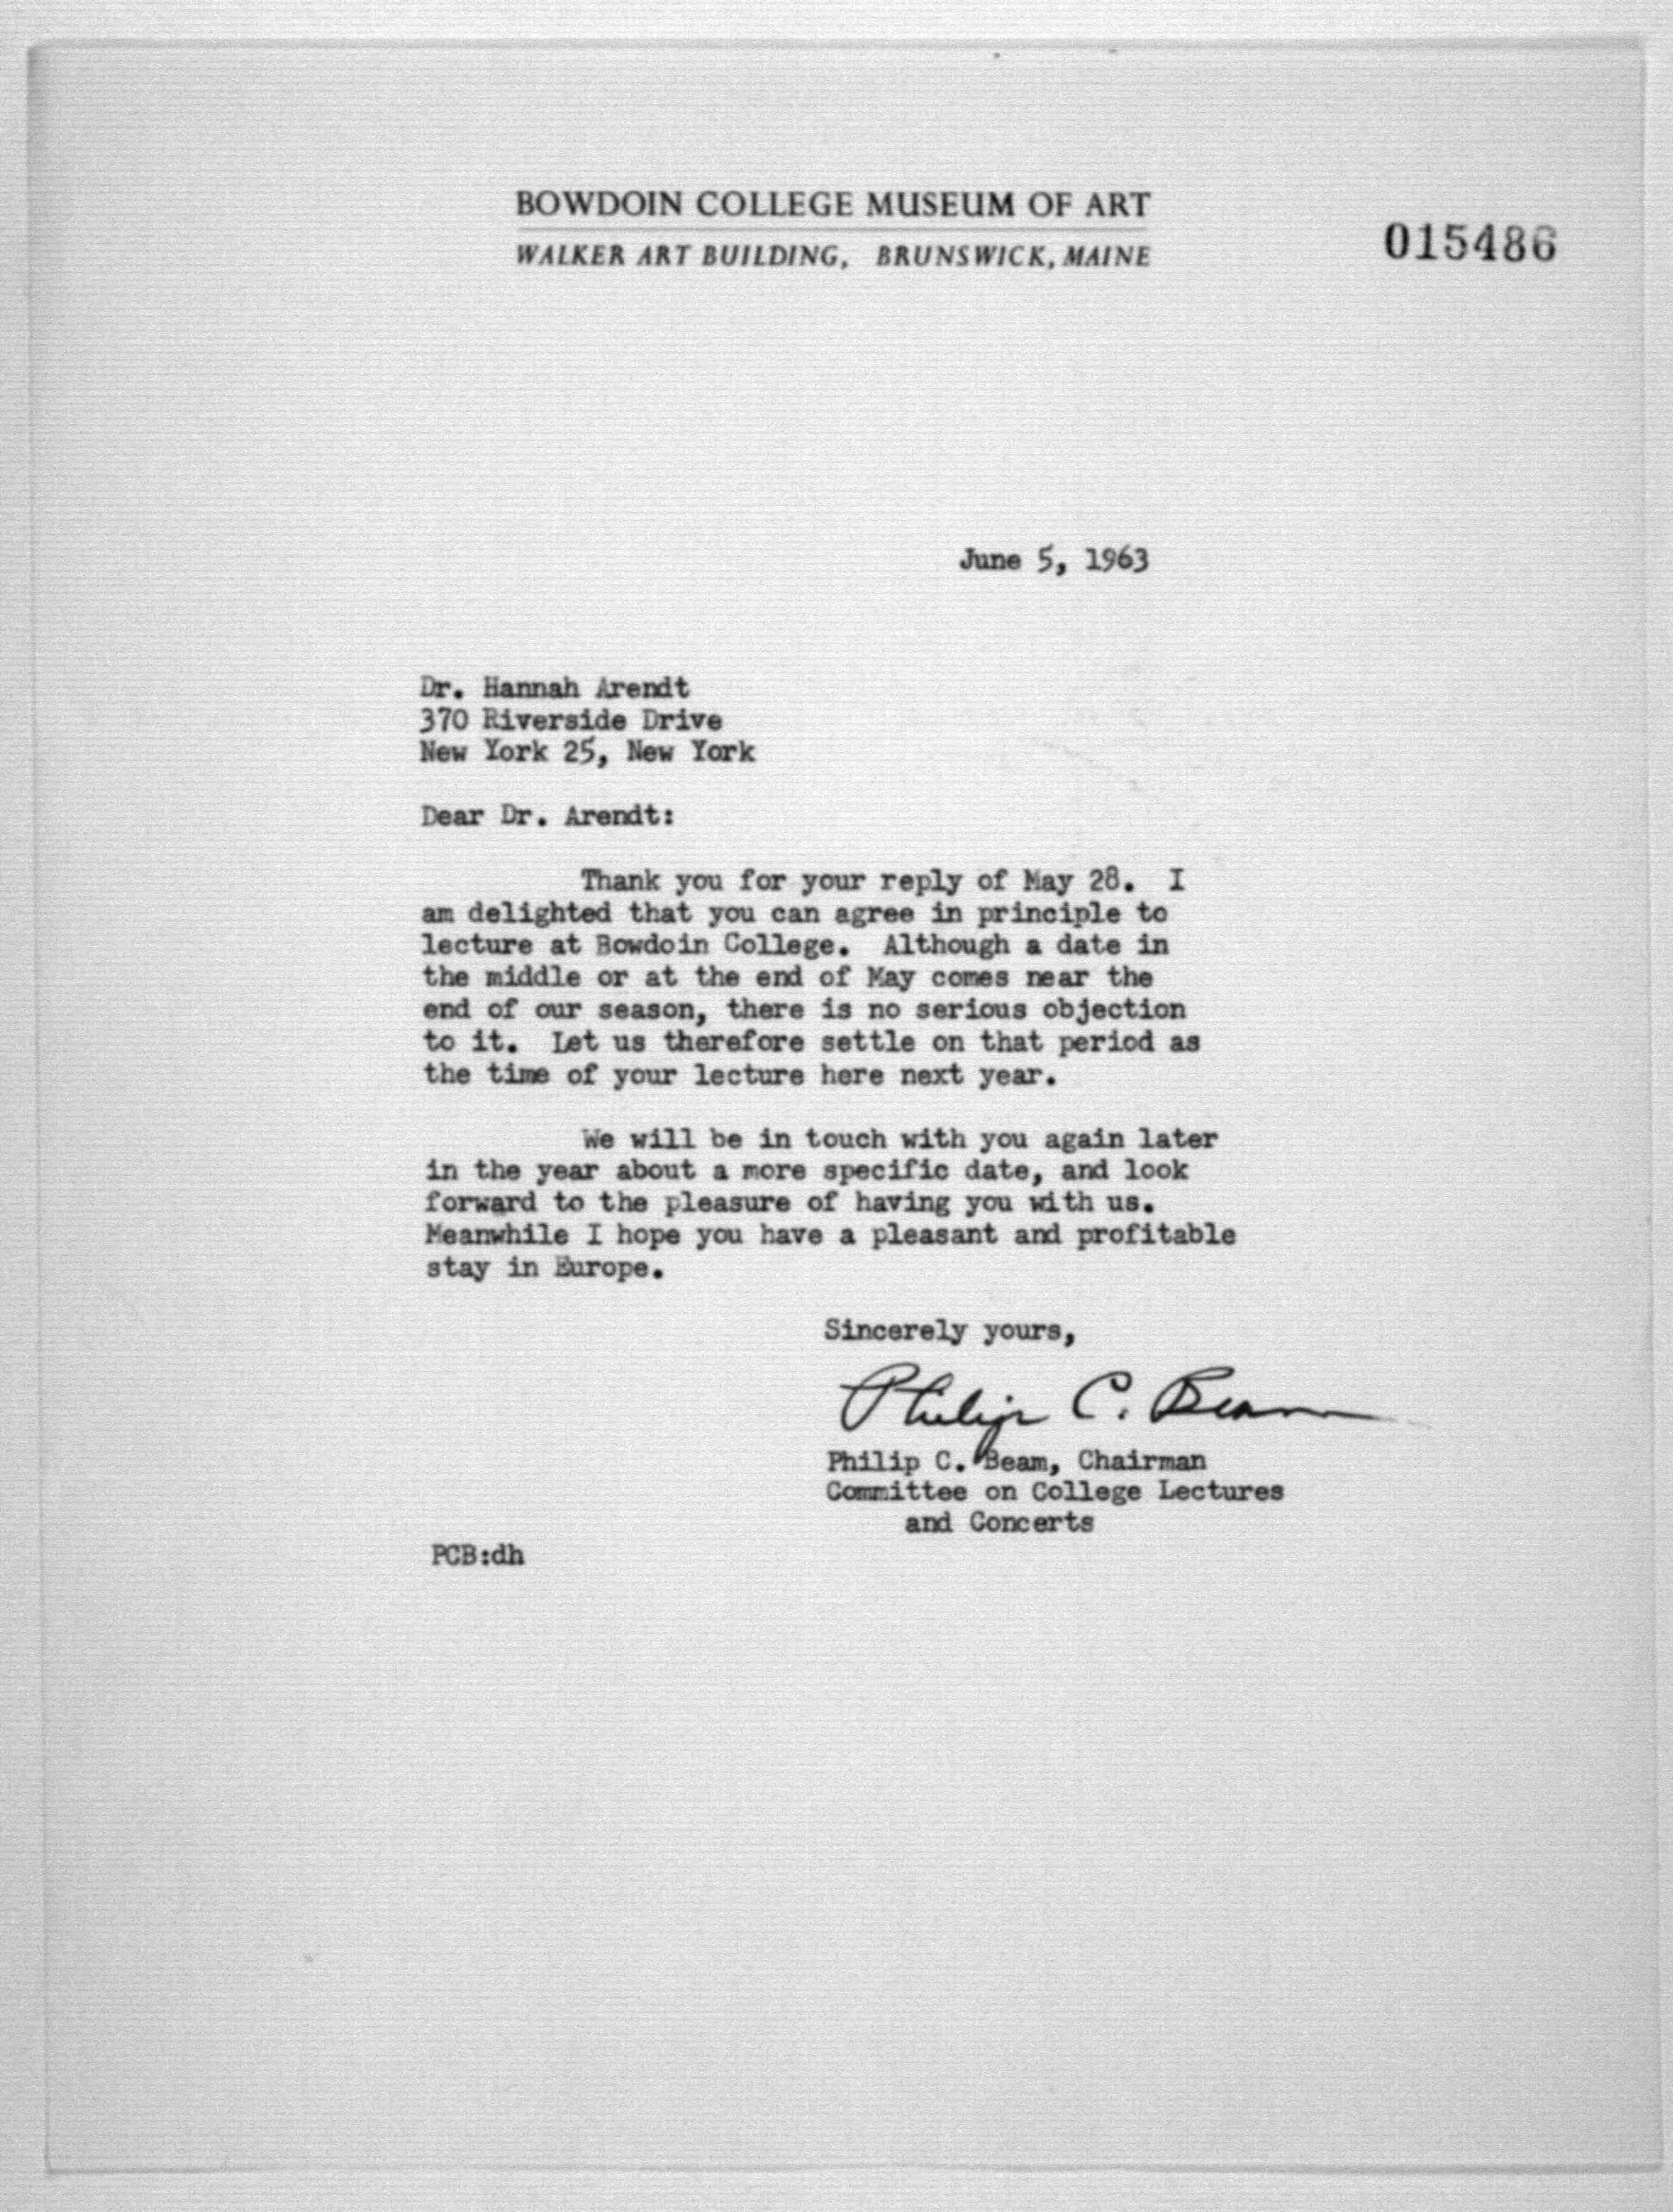 BOWDOIN COLLEGE MUSEUM OF ART
WALKER ART BUILDING, BRUNSWICK, MAINE
015486
June 5, 1963
Dr. Hannah Arendt
370 Riverside Drive
New York 25, New York
Dear Dr. Arendt:
Thank you for your reply of May 28. I
am delighted that you can agree in principle to
lecture at Bowdoin College. Although a date in
the middle or at the end of May comes near the
end of our season, there is no serious objection
to it. Let us therefore settle on that period as
the time of your lecture here next year.
We will be in touch with you again later
in the year about a more specific date, and look
forward to the pleasure of having you with us.
Meanwhile I hope you have a pleasant and profitable
stay in Europe.
Sincerely yours,
Philip C. Beam
Philip C. Beam, Chairman
Committee on College Lectures
and Concerts
PCB:dh